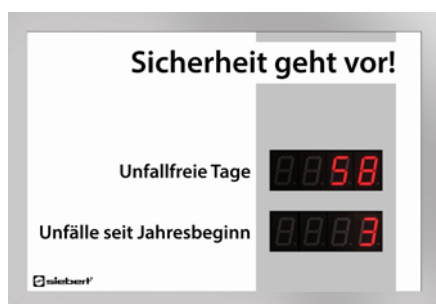 Sicherheit geht vor!
Unfallfreie Tage 58
Unfälle seit Jahresbeginn 3
siebert